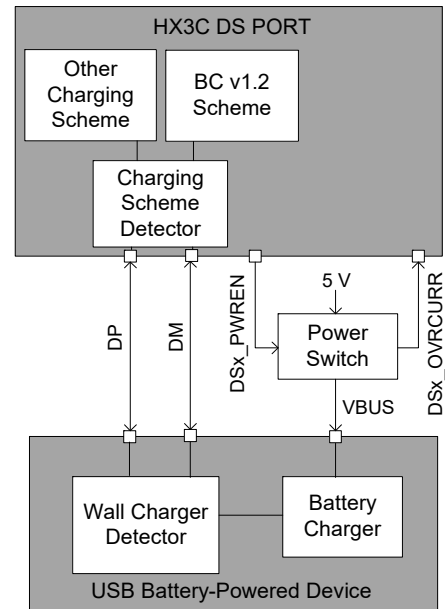 HX3C DS PORT
Other
Charging
Scheme
BC v1.2
Scheme
Charging
Scheme
Detector
DP
DM
DSx_PWREN
5 V
Power
Switch
DSx_OVRCURR
VBUS
Wall Charger
Detector
Battery
Charger
USB Battery-Powered Device